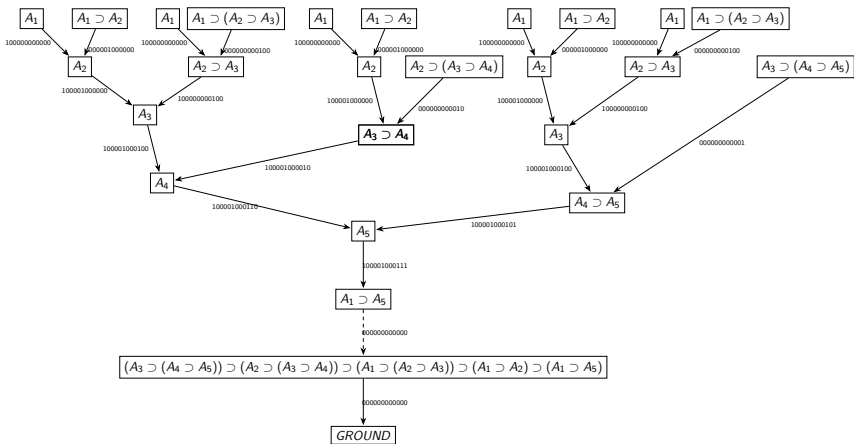 A₁ A₁ ⊃ A₂ A₁ A₁ ⊃ (A₂ ⊃ A₃) A₁ A₁ ⊃ A₂ A₁ A₁ ⊃ A₂ A₁ A₁ ⊃ (A₂ ⊃ A₃)
100000000000 000001000000 100000000000 000000000100 100000000000 000001000000 100000000000 000001000000 100000000000 000000000100
A₂ A₂ ⊃ A₃ A₂ A₂ ⊃ (A₃ ⊃ A₄) A₂ A₂ ⊃ A₃ A₃ ⊃ (A₄ ⊃ A₅)
100001000000 100000000100 100001000000 000000000010 100001000000 100000000100
A₃ A₃ ⊃ A₄ A₃
100001000100 000000000001
100001000010 100001000100
A₄ A₄ ⊃ A₅
100001000110 100001000101
A₅
100001000111
A₁ ⊃ A₅
000000000000
(A₃ ⊃ (A₄ ⊃ A₅)) ⊃ (A₂ ⊃ (A₃ ⊃ A₄)) ⊃ (A₁ ⊃ (A₂ ⊃ A₃)) ⊃ (A₁ ⊃ A₂) ⊃ (A₁ ⊃ A₅)
000000000000
GROUND